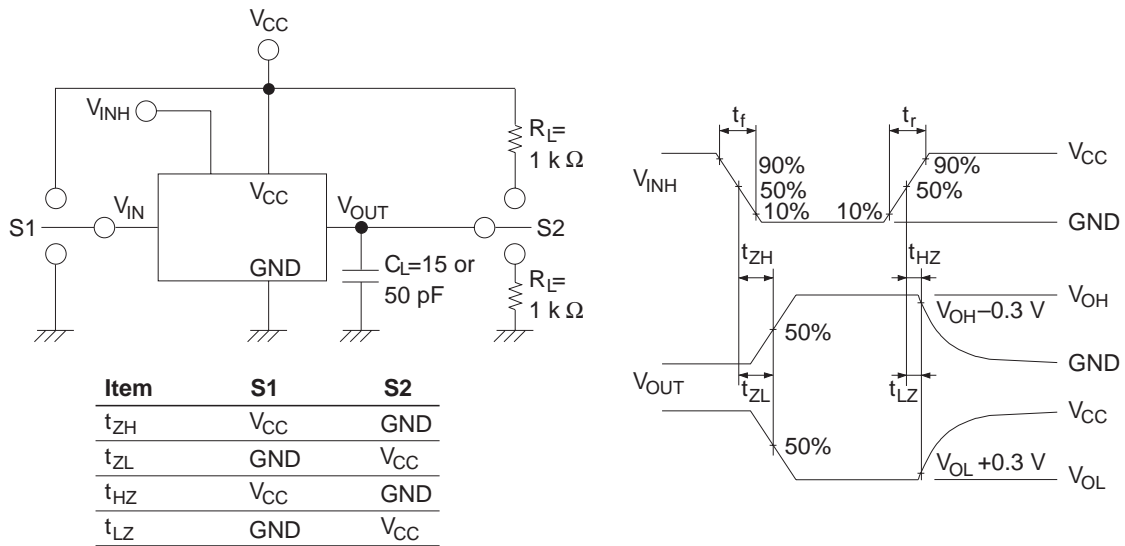 VCC
VINH
RL=
1 k Ω
VCC
VIN
VOUT
S1
S2
GND
CL=15 or
50 pF
RL=
1 k Ω
Item S1 S2
tZH VCC GND
tZL GND VCC
tHZ VCC GND
tLZ GND VCC
tf
tr
VINH
90%
50%
10%
10%
90%
50%
VCC
GND
tZH
tHZ
VOH
VOH–0.3 V
50%
GND
VOUT
tZL
tLZ
VCC
50%
VOL +0.3 V
VOL